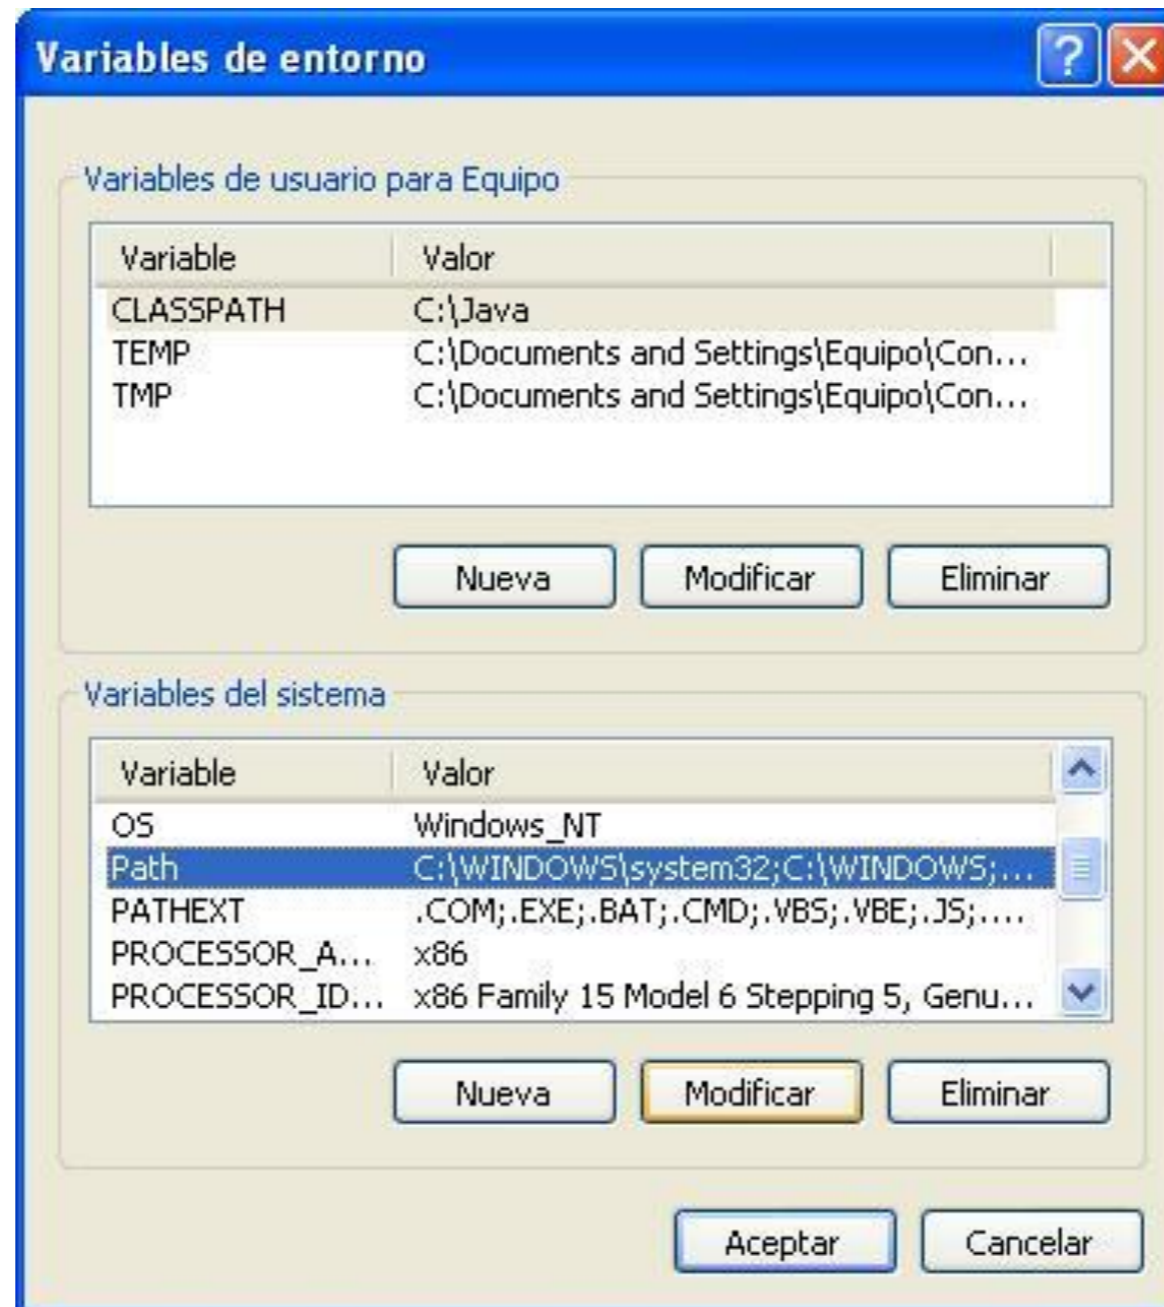 Variables de entorno
Variables de usuario para Equipo
Variable Valor
CLASSPATH C:\Java
TEMP C:\Documents and Settings\Equipo\Con...
TMP C:\Documents and Settings\Equipo\Con...
Nueva Modificar Eliminar
Variables del sistema
Variable Valor
OS Windows_NT
Path C:\WINDOWS\system32;C:\WINDOWS;...
PATHEXT .COM;.EXE;.BAT;.CMD;.VBS;.VBE;.JS;....
PROCESSOR_A... x86
PROCESSOR_ID... x86 Family 15 Model 6 Stepping 5, Genu...
Nueva Modificar Eliminar
Aceptar Cancelar